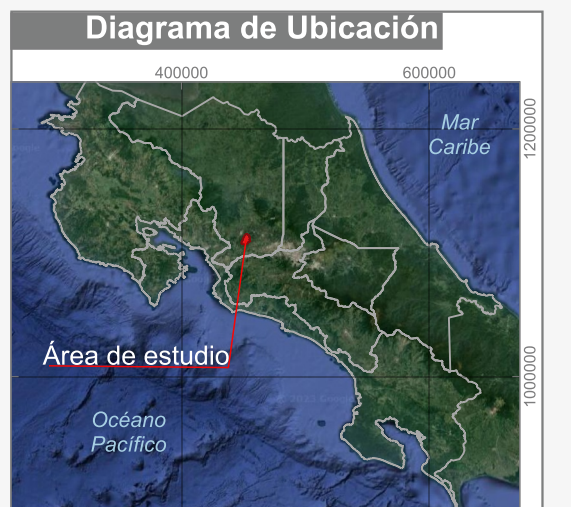 Diagrama de Ubicación
400000
600000
1200000
Mar
Caribe
Área de estudio
1000000
Océano
Pacífico